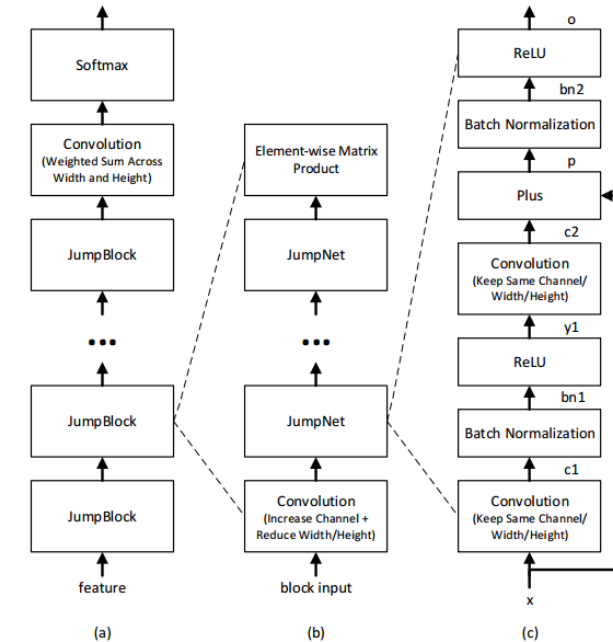 Softmax
Convolution
(Weighted Sum Across
Width and Height)
JumpBlock
...
JumpBlock
JumpBlock
feature
(a)
Element-wise Matrix
Product
JumpNet
...
JumpNet
Convolution
(Increase Channel +
Reduce Width/Height)
block input
(b)
o
ReLU
bn2
Batch Normalization
p
Plus
c2
Convolution
(Keep Same Channel/
Width/Height)
y1
ReLU
bn1
Batch Normalization
c1
Convolution
(Keep Same Channel/
Width/Height)
x
(c)